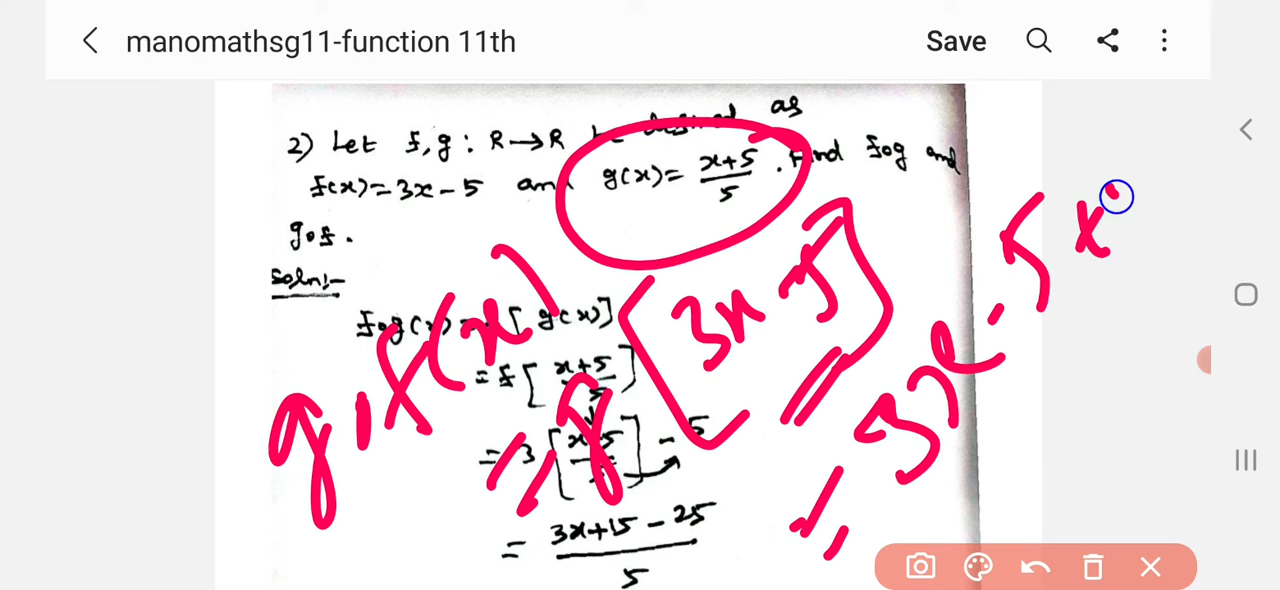 manomathsg11-function 11th
Save
2) Let f,g : R→R be defined as
f(x)=3x-5 and g(x)= x+5/5 . Find fog and
gof.
Soln:-
fog(x) = [g(x)]
= f[x+5/5]
= 3[x+5/5] - 5
= 3x+15-25/5
gof(x)
= g[3x-5]
= 3x-5 x